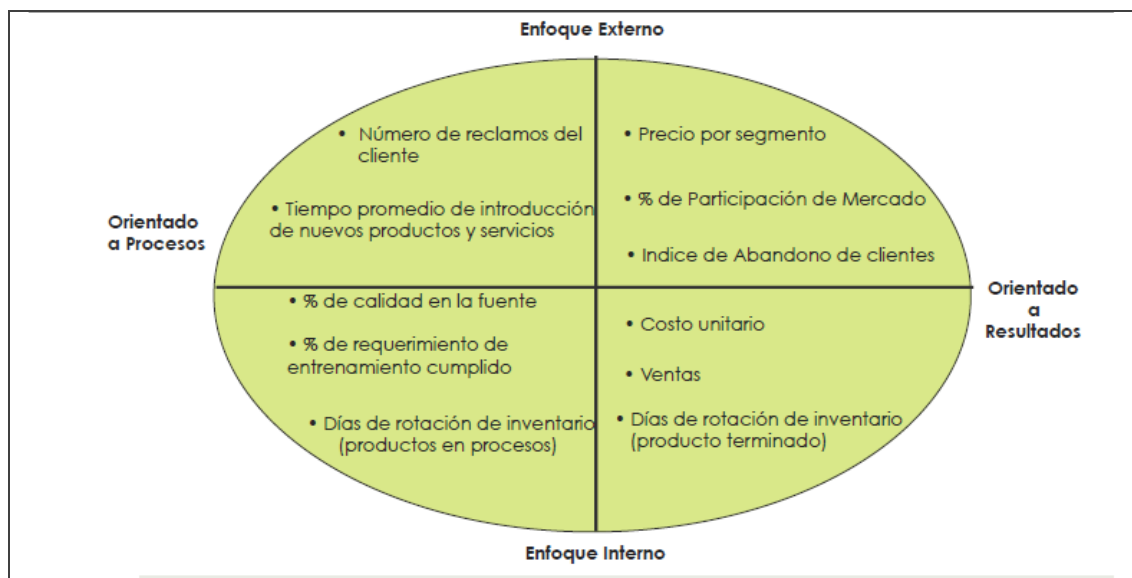 Enfoque Externo
• Número de reclamos del
cliente
• Tiempo promedio de introducción
de nuevos productos y servicios
• Precio por segmento
• % de Participación de Mercado
• Indice de Abandono de clientes
Orientado
a Procesos
Orientado
a
Resultados
• % de calidad en la fuente
• % de requerimiento de
entrenamiento cumplido
• Días de rotación de inventario
(productos en procesos)
• Costo unitario
• Ventas
• Días de rotación de inventario
(producto terminado)
Enfoque Interno